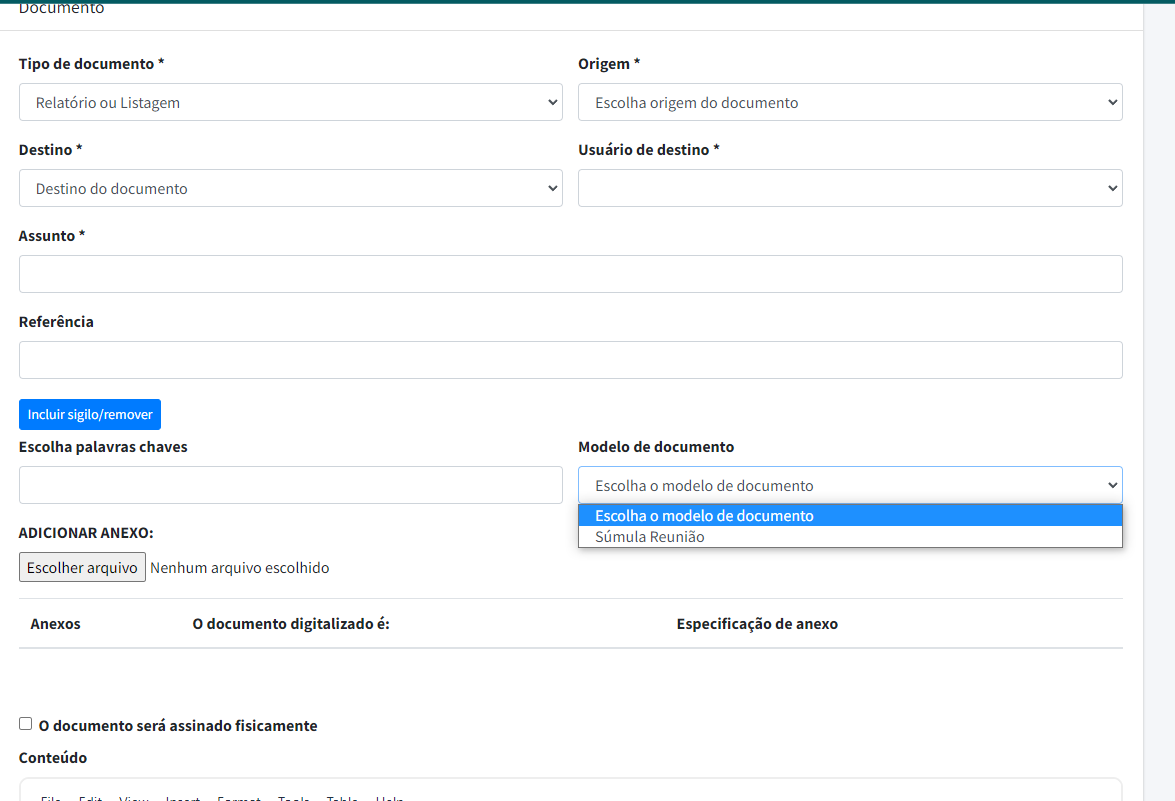 Documento
Tipo de documento *
Origem *
Relatório ou Listagem
Escolha origem do documento
Destino *
Usuário de destino *
Destino do documento
Assunto *
Referência
Incluir sigilo/remover
Escolha palavras chaves
Modelo de documento
Escolha o modelo de documento
Escolha o modelo de documento
Súmula Reunião
ADICIONAR ANEXO:
Escolher arquivo Nenhum arquivo escolhido
Anexos O documento digitalizado é: Especificação de anexo
O documento será assinado fisicamente
Conteúdo
File Edit View Insert Format Tools Table Help